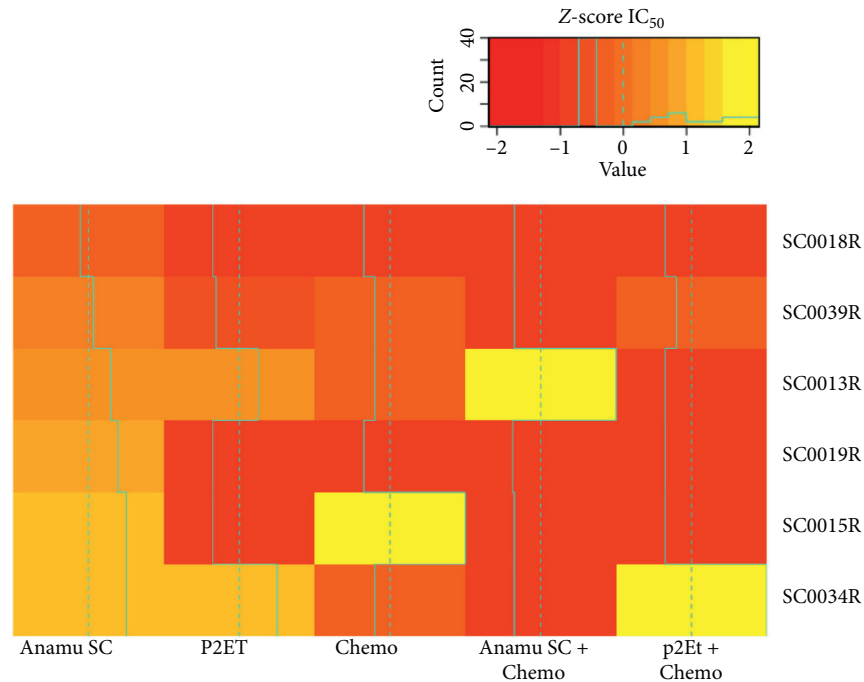 Z-score IC50
Count
40
20
0
–2 –1 0 1 2
Value
SC0018R
SC0039R
SC0013R
SC0019R
SC0015R
SC0034R
Anamu SC P2ET Chemo Anamu SC + p2Et +
Chemo Chemo